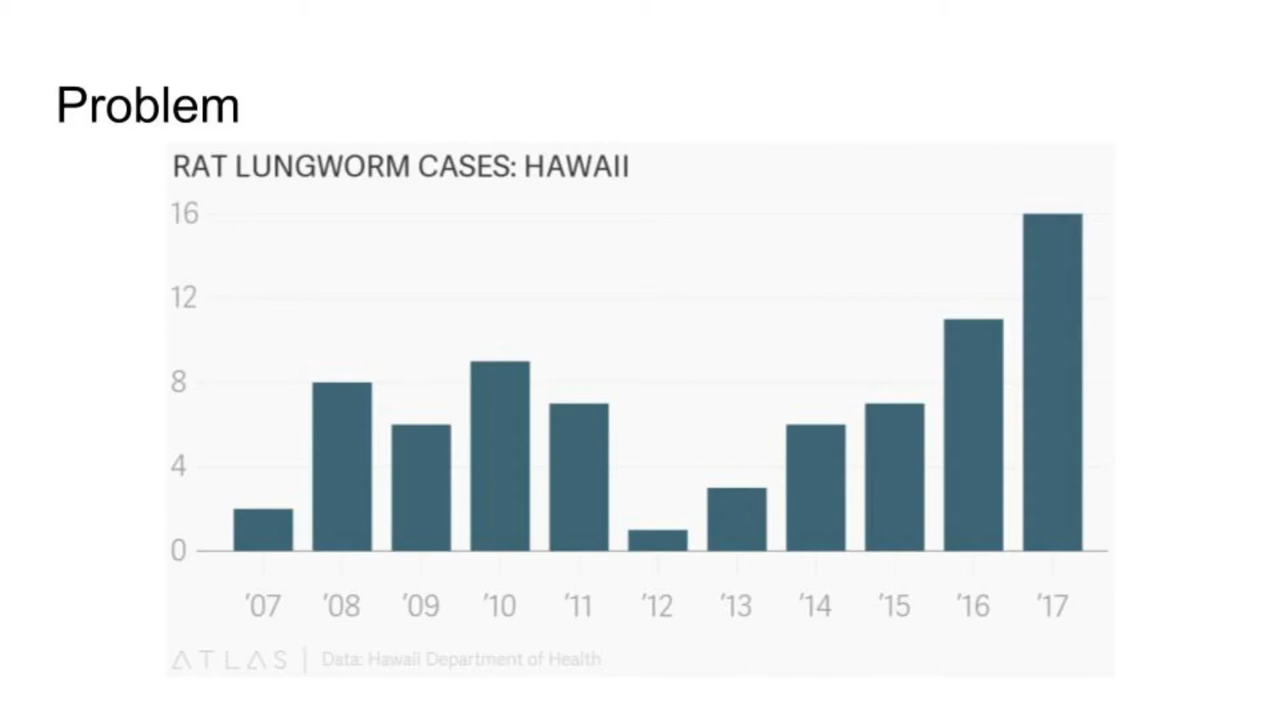 Problem
RAT LUNGWORM CASES: HAWAII
16
12
8
4
0
’07 ’08 ’09 ’10 ’11 ’12 ’13 ’14 ’15 ’16 ’17
ATLAS | Data: Hawaii Department of Health